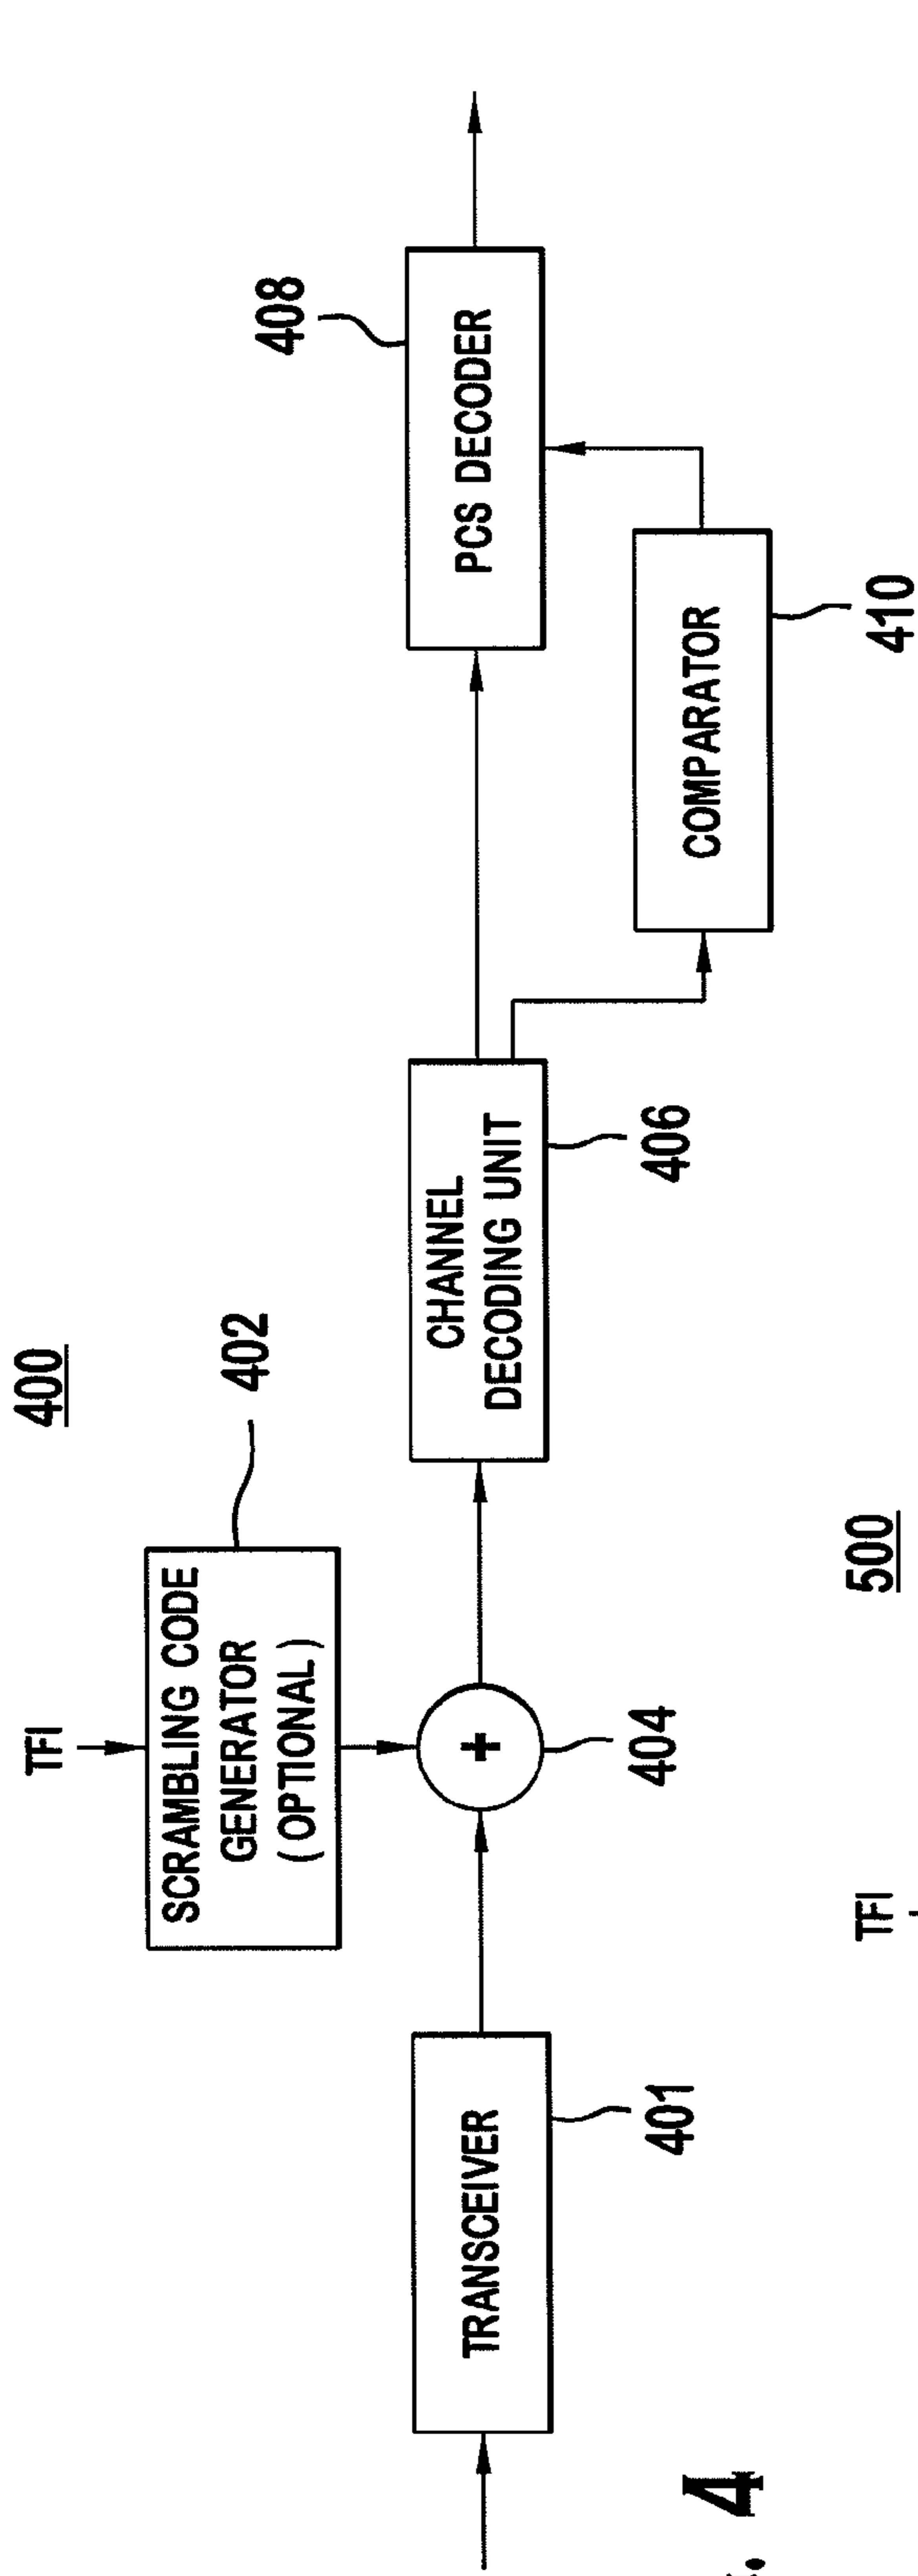 400
TFI
SCRAMBLING CODE
GENERATOR
(OPTIONAL)
402
TRANSCEIVER
401
+
404
CHANNEL
DECODING UNIT
406
PCS DECODER
408
COMPARATOR
410
. 4
500
TFI